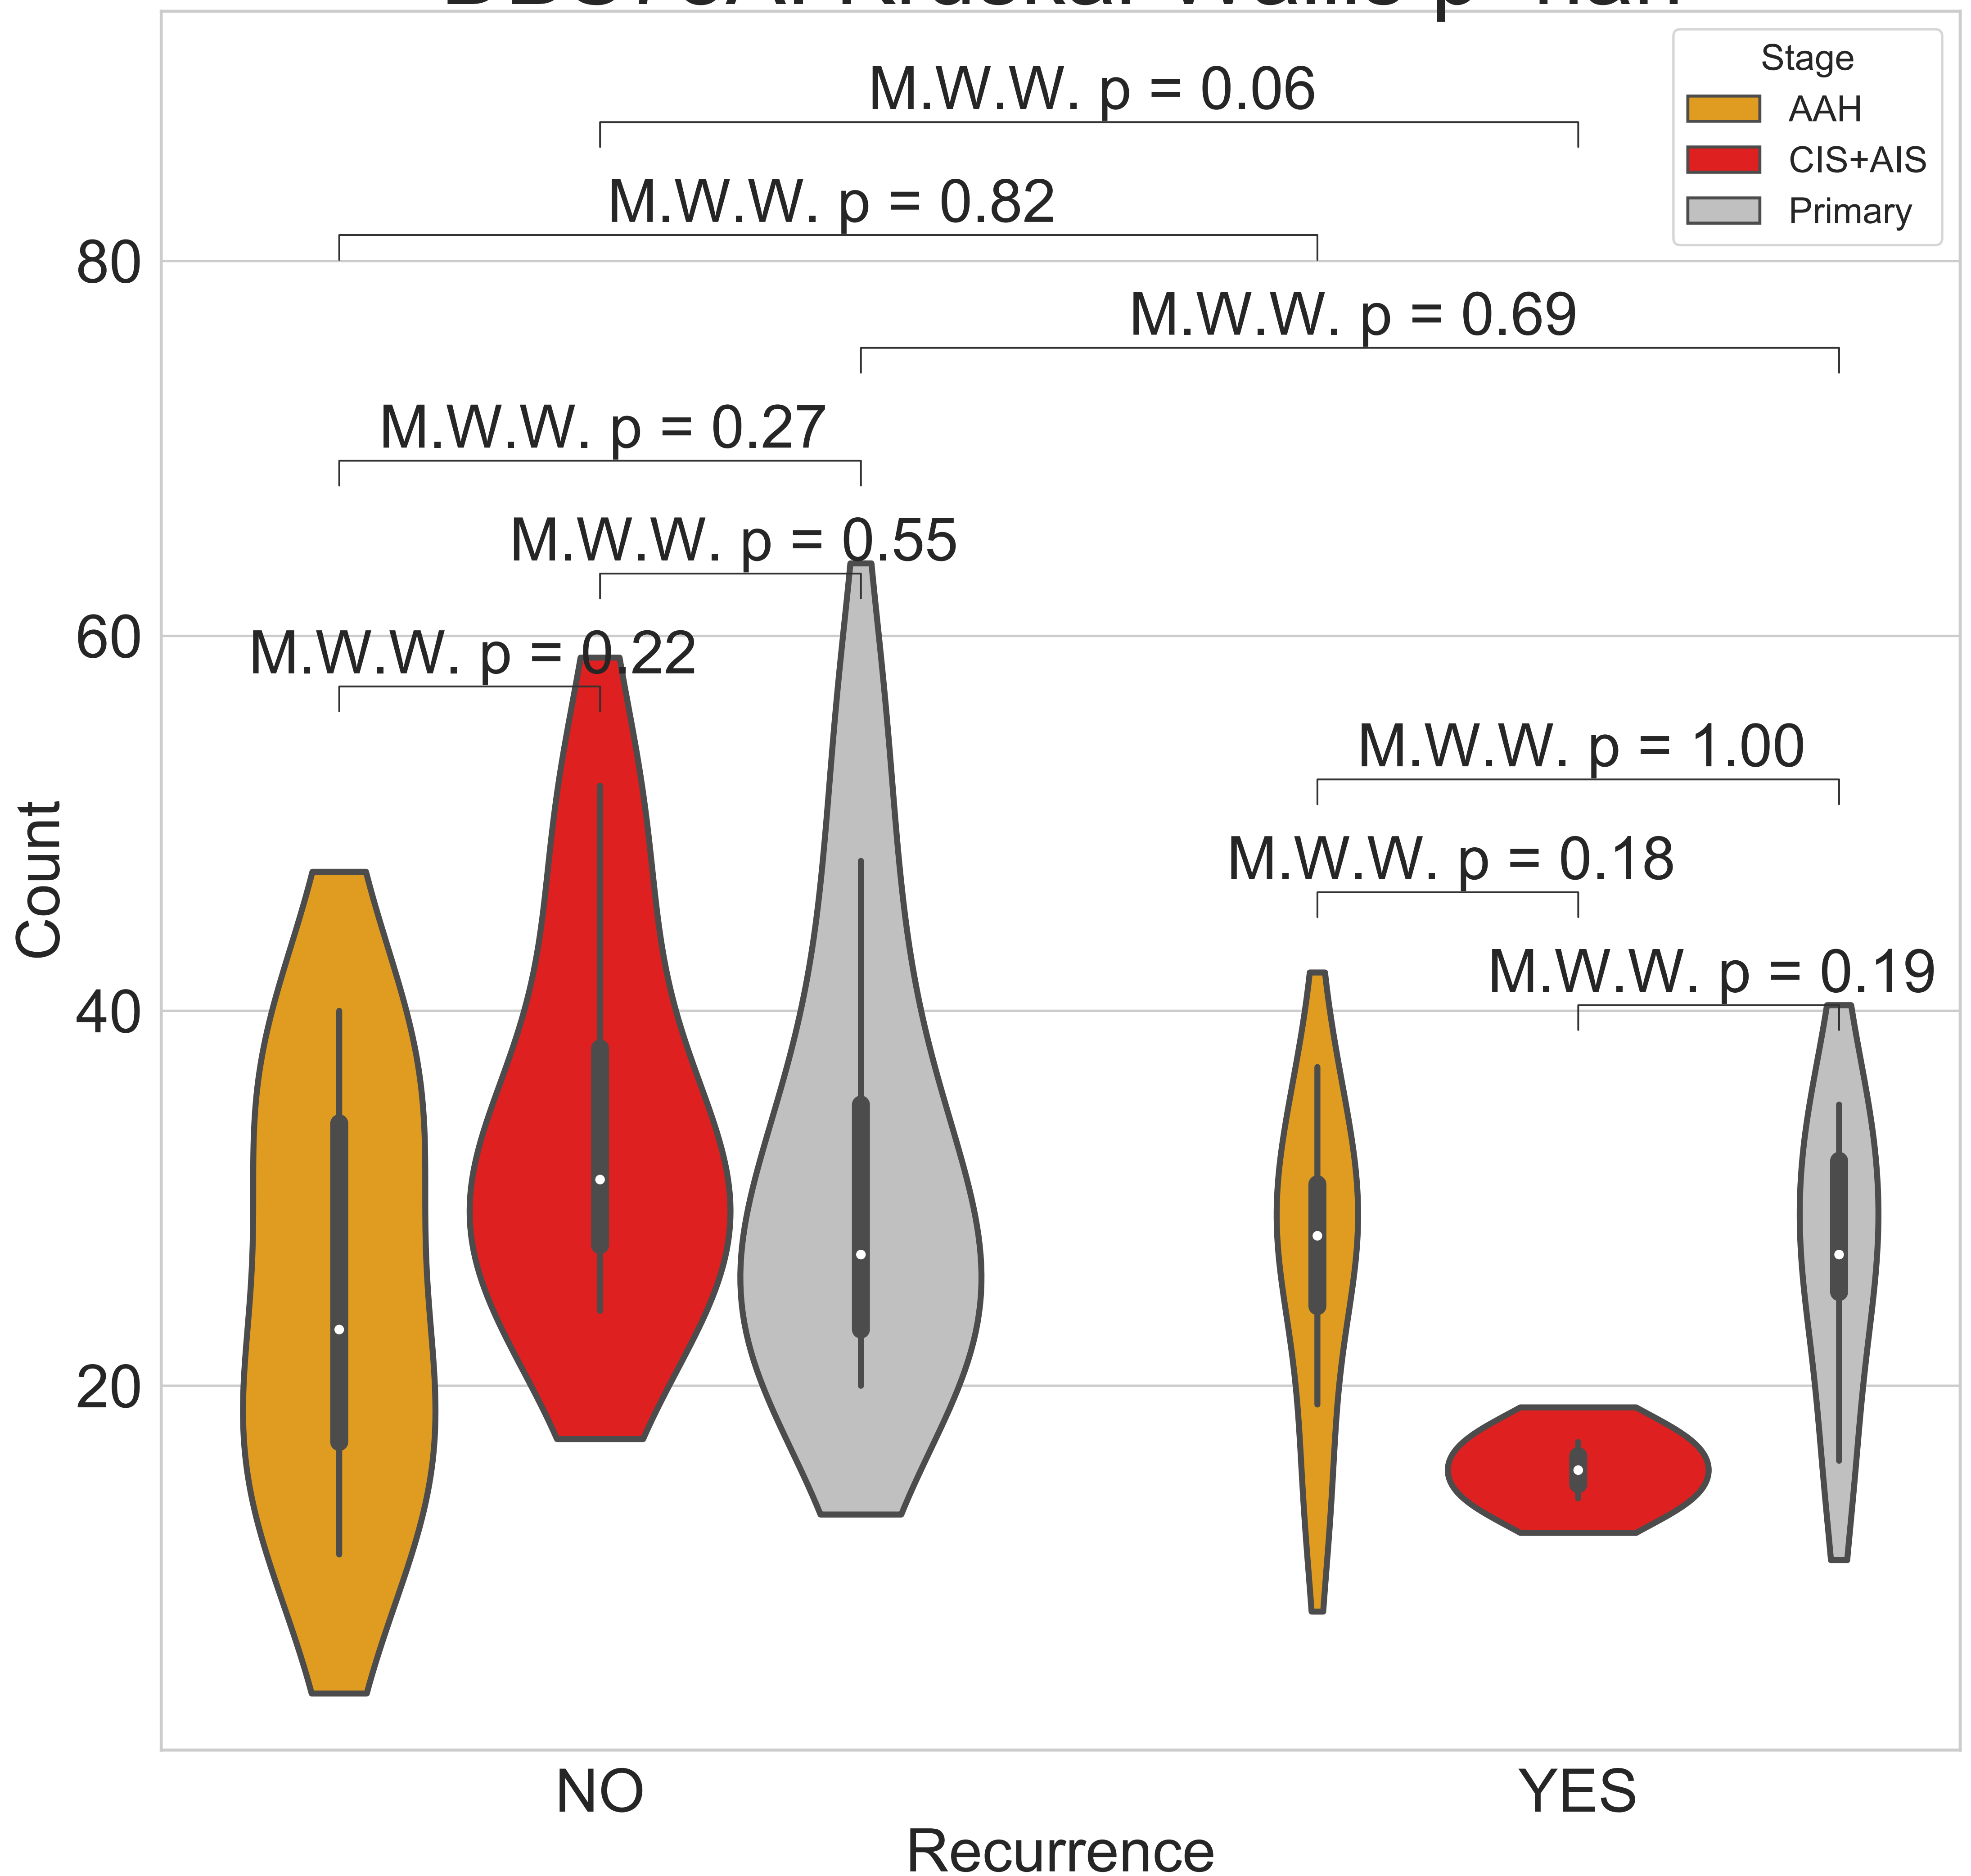 Stage
AAH
CIS+AIS
Primary
M.W.W. p = 0.06
M.W.W. p = 0.82
M.W.W. p = 0.69
M.W.W. p = 0.27
M.W.W. p = 0.55
M.W.W. p = 0.22
M.W.W. p = 1.00
M.W.W. p = 0.18
M.W.W. p = 0.19
80
60
40
20
Count
NO
YES
Recurrence